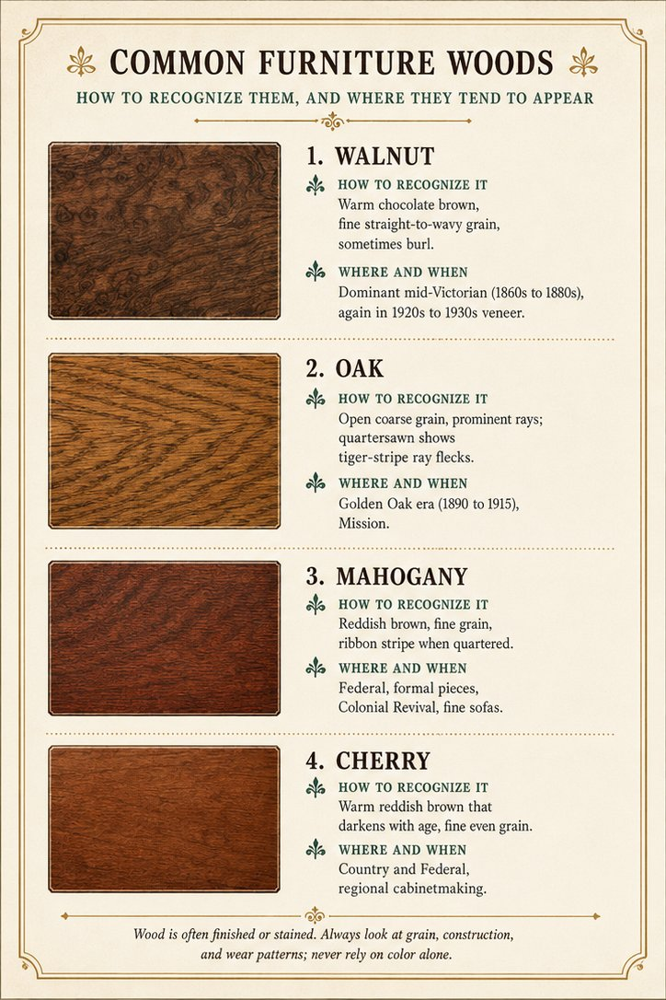 COMMON FURNITURE WOODS
HOW TO RECOGNIZE THEM, AND WHERE THEY TEND TO APPEAR
1. WALNUT
HOW TO RECOGNIZE IT
Warm chocolate brown,
fine straight-to-wavy grain,
sometimes burl.
WHERE AND WHEN
Dominant mid-Victorian (1860s to 1880s),
again in 1920s to 1930s veneer.
2. OAK
HOW TO RECOGNIZE IT
Open coarse grain, prominent rays;
quartersawn shows
tiger-stripe ray flecks.
WHERE AND WHEN
Golden Oak era (1890 to 1915),
Mission.
3. MAHOGANY
HOW TO RECOGNIZE IT
Reddish brown, fine grain,
ribbon stripe when quartered.
WHERE AND WHEN
Federal, formal pieces,
Colonial Revival, fine sofas.
4. CHERRY
HOW TO RECOGNIZE IT
Warm reddish brown that
darkens with age, fine even grain.
WHERE AND WHEN
Country and Federal,
regional cabinetmaking.
Wood is often finished or stained. Always look at grain, construction,
and wear patterns; never rely on color alone.